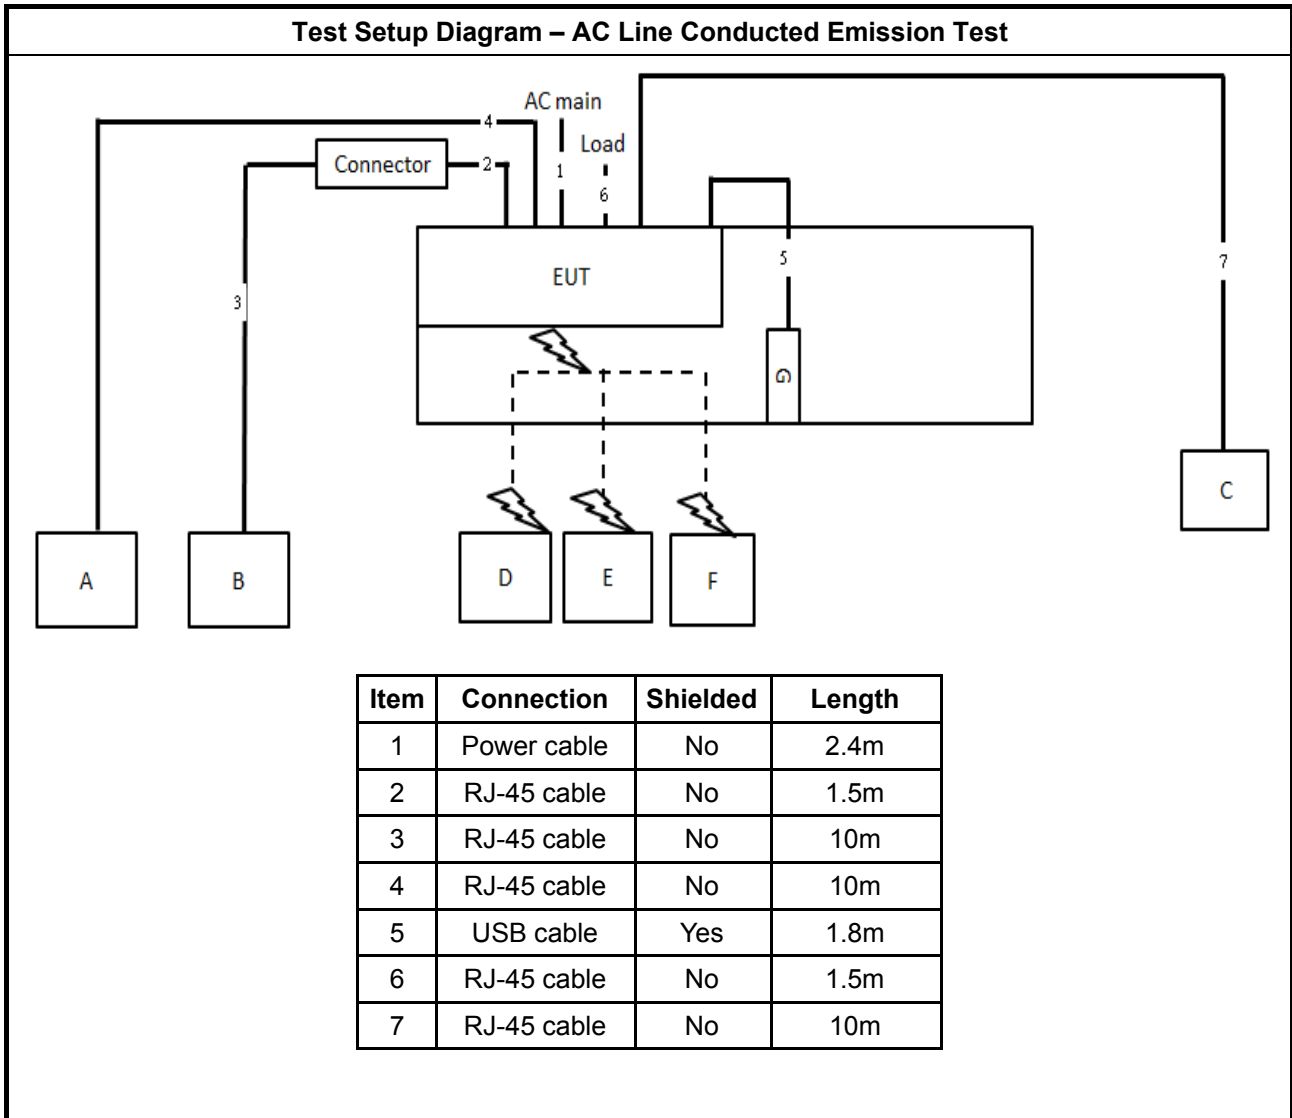 Test Setup Diagram – AC Line Conducted Emission Test
AC main
4
Load
Connector
2
1
6
EUT
5
7
3
G
C
A
B
D
E
F
Item Connection Shielded Length
1 Power cable No 2.4m
2 RJ-45 cable No 1.5m
3 RJ-45 cable No 10m
4 RJ-45 cable No 10m
5 USB cable Yes 1.8m
6 RJ-45 cable No 1.5m
7 RJ-45 cable No 10m